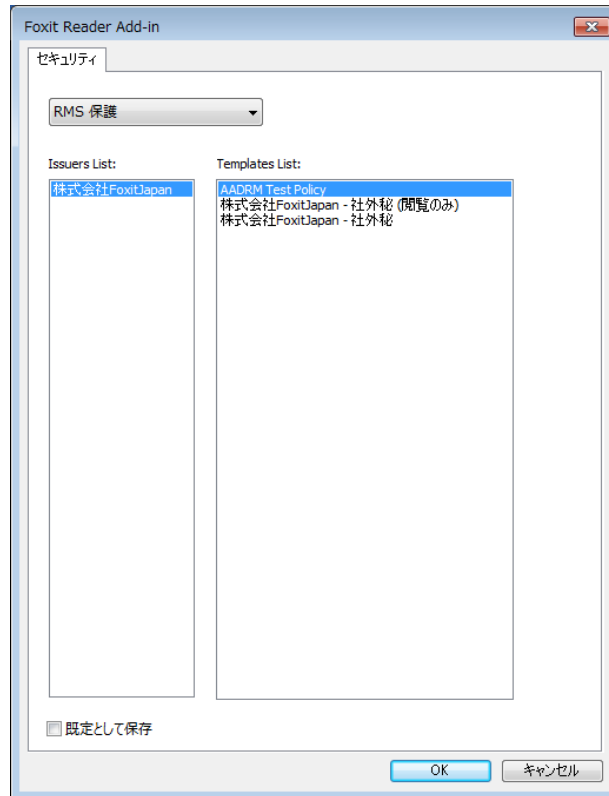 Foxit Reader Add-in
セキュリティ
RMS 保護
Issuers List:
Templates List:
株式会社FoxitJapan
AADRM Test Policy
株式会社FoxitJapan - 社外秘 (閲覧のみ)
株式会社FoxitJapan - 社外秘
既定として保存
OK
キャンセル